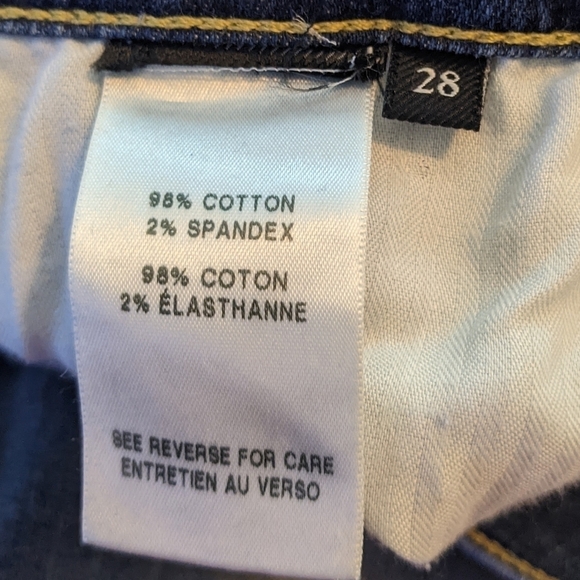 28
98% COTTON
2% SPANDEX
98% COTON
2% ÉLASTHANNE
SEE REVERSE FOR CARE
ENTRETIEN AU VERSO